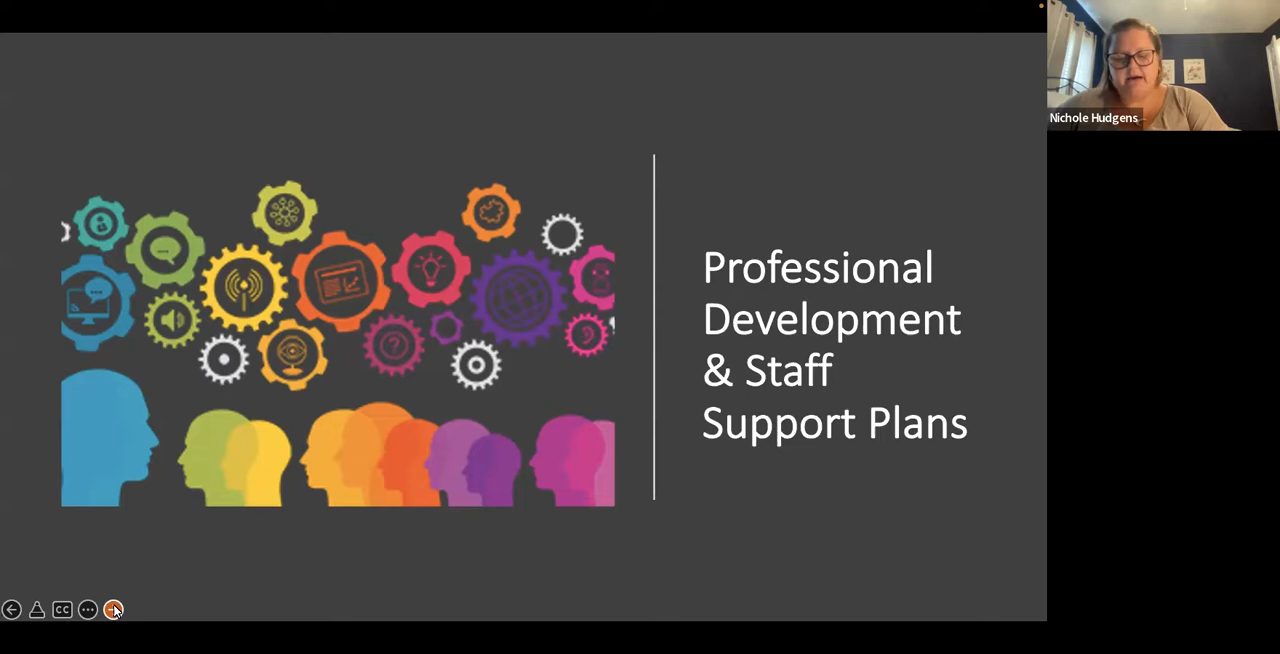 Professional
Development
& Staff
Support Plans
Nichole Hudgens
?
CC